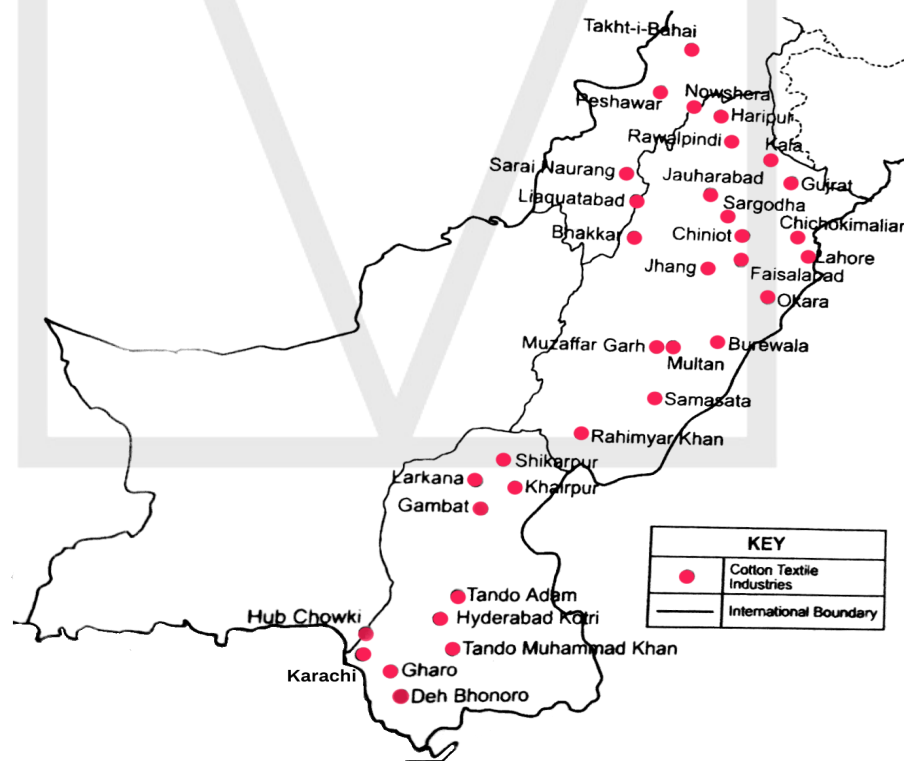 Takht-i-Bahai
Peshawar
Nowshera
Haripur
Rawalpindi
Kala
Sarai Naurang
Jauharabad
Gujrat
Liaquatabad
Sargodha
Bhakkar
Chiniot
Chichokimalian
Lahore
Jhang
Faisalabad
Okara
Muzaffar Garh
Multan
Burewala
Samasata
Rahimyar Khan
Shikarpur
Larkana
Khairpur
Gambat
KEY
Cotton Textile
Industries
International Boundary
Tando Adam
Hub Chowki
Hyderabad Kotri
Tando Muhammad Khan
Karachi
Gharo
Deh Bhonoro